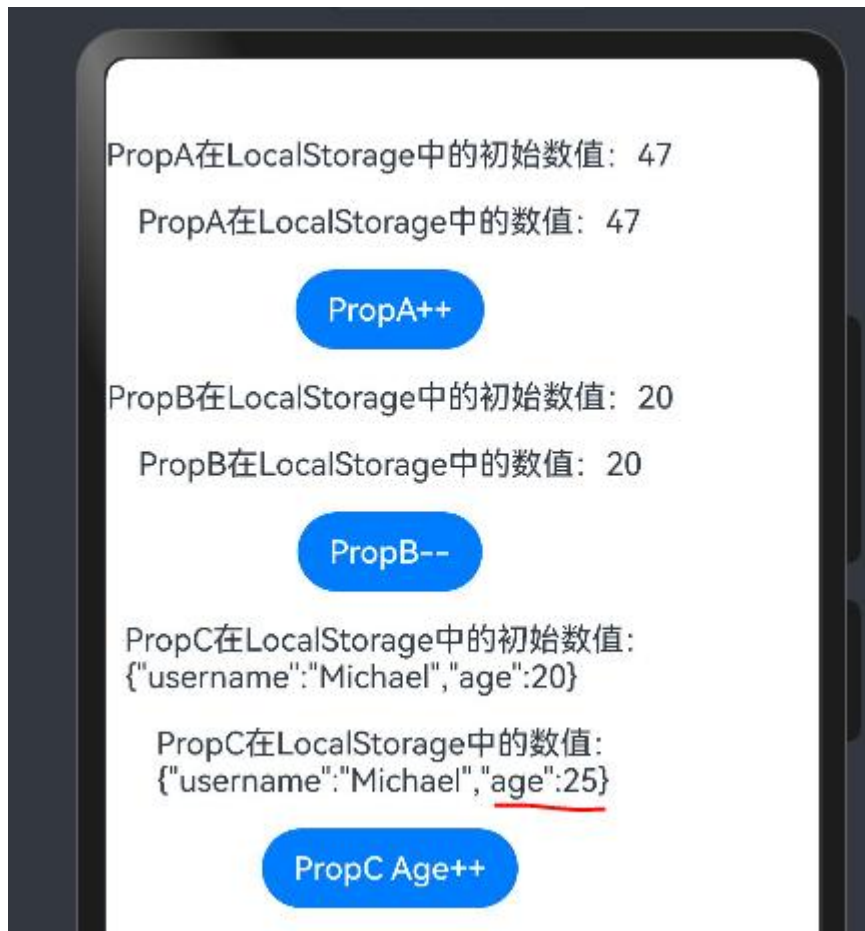 PropA在LocalStorage中的初始数值：47
PropA在LocalStorage中的数值：47
PropA++
PropB在LocalStorage中的初始数值：20
PropB在LocalStorage中的数值：20
PropB--
PropC在LocalStorage中的初始数值：
{"username":"Michael","age":20}
PropC在LocalStorage中的数值：
{"username":"Michael","age":25}
PropC Age++